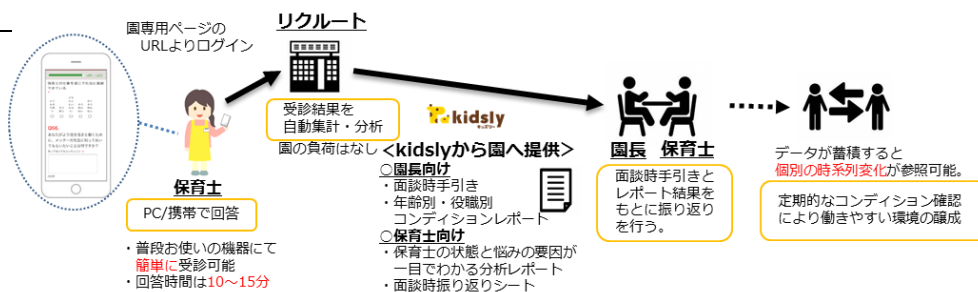 園専用ページの
URLよりログイン
保育士
PC/携帯で回答
・普段お使いの機器にて
簡単に受診可能
・回答時間は10～15分
リクルート
受診結果を
自動集計・分析
園の負荷はなし
kidsly
キッズリー
＜kidslyから園へ提供＞
○園長向け
・面談時手引き
・年齢別・役職別
コンディションレポート
○保育士向け
・保育士の状態と悩みの要因が
一目でわかる分析レポート
・面談時振り返りシート
園長 保育士
面談時手引きと
レポート結果を
もとに振り返り
を行う。
データが蓄積すると
個別の時系列変化が参照可能。
定期的なコンディション確認
により働きやすい環境の醸成